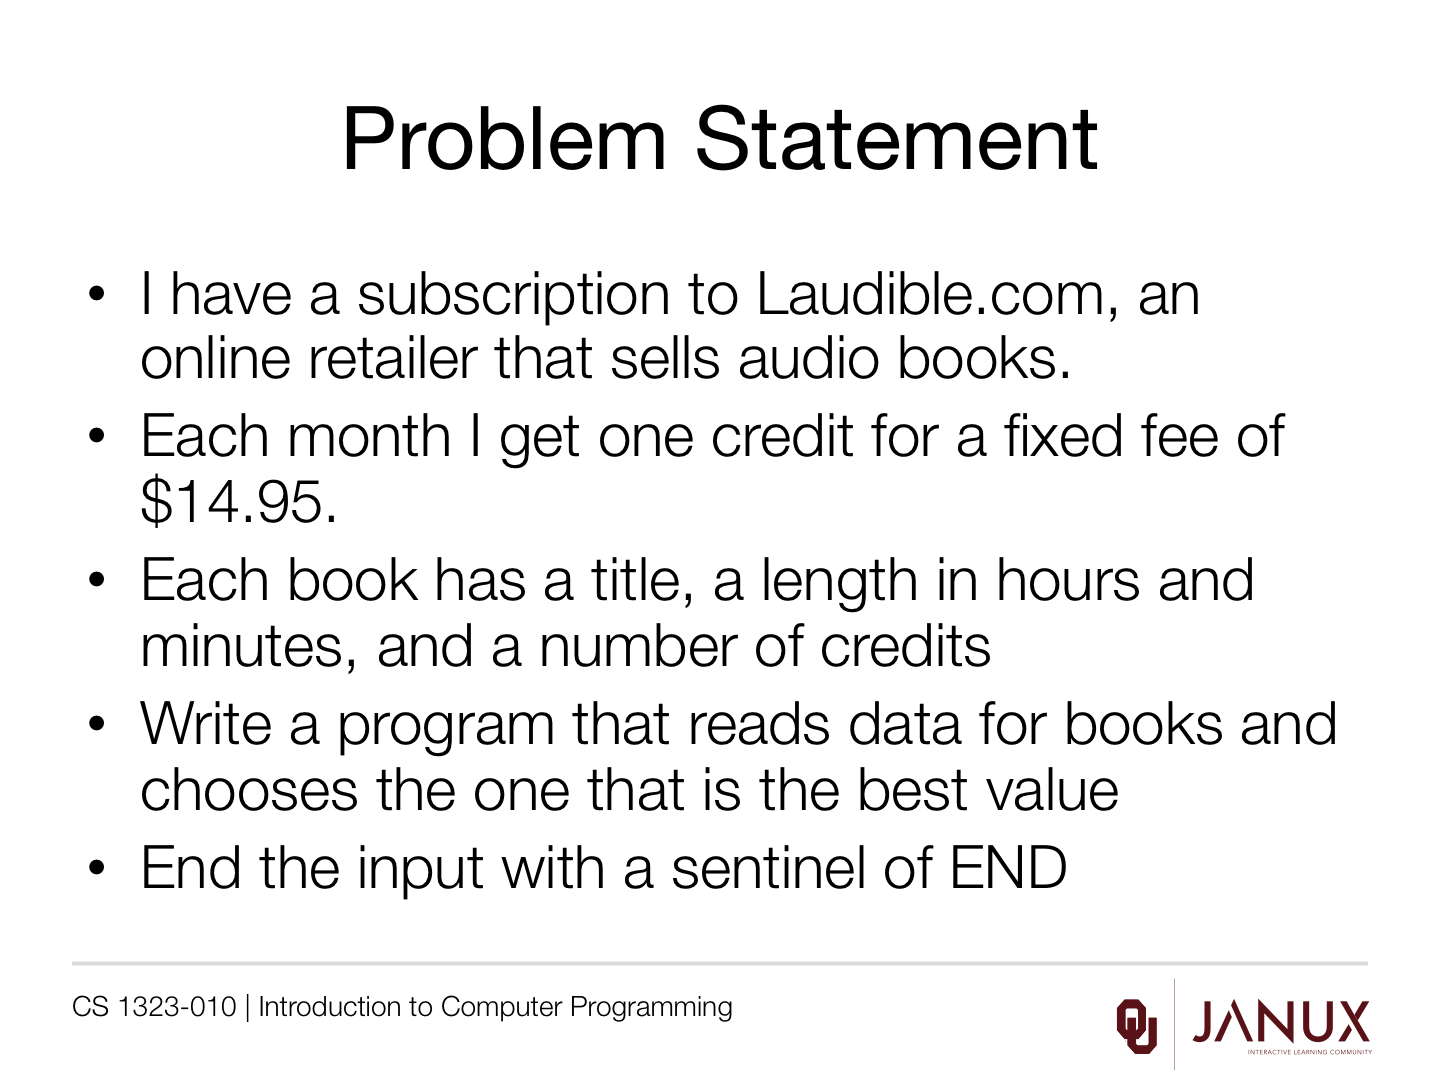 Problem Statement
• I have a subscription to Laudible.com, an
online retailer that sells audio books.
• Each month I get one credit for a fixed fee of
$14.95.
• Each book has a title, a length in hours and
minutes, and a number of credits
• Write a program that reads data for books and
chooses the one that is the best value
• End the input with a sentinel of END
CS 1323-010 | Introduction to Computer Programming
OU
JANUX
INTERACTIVE LEARNING COMMUNITY